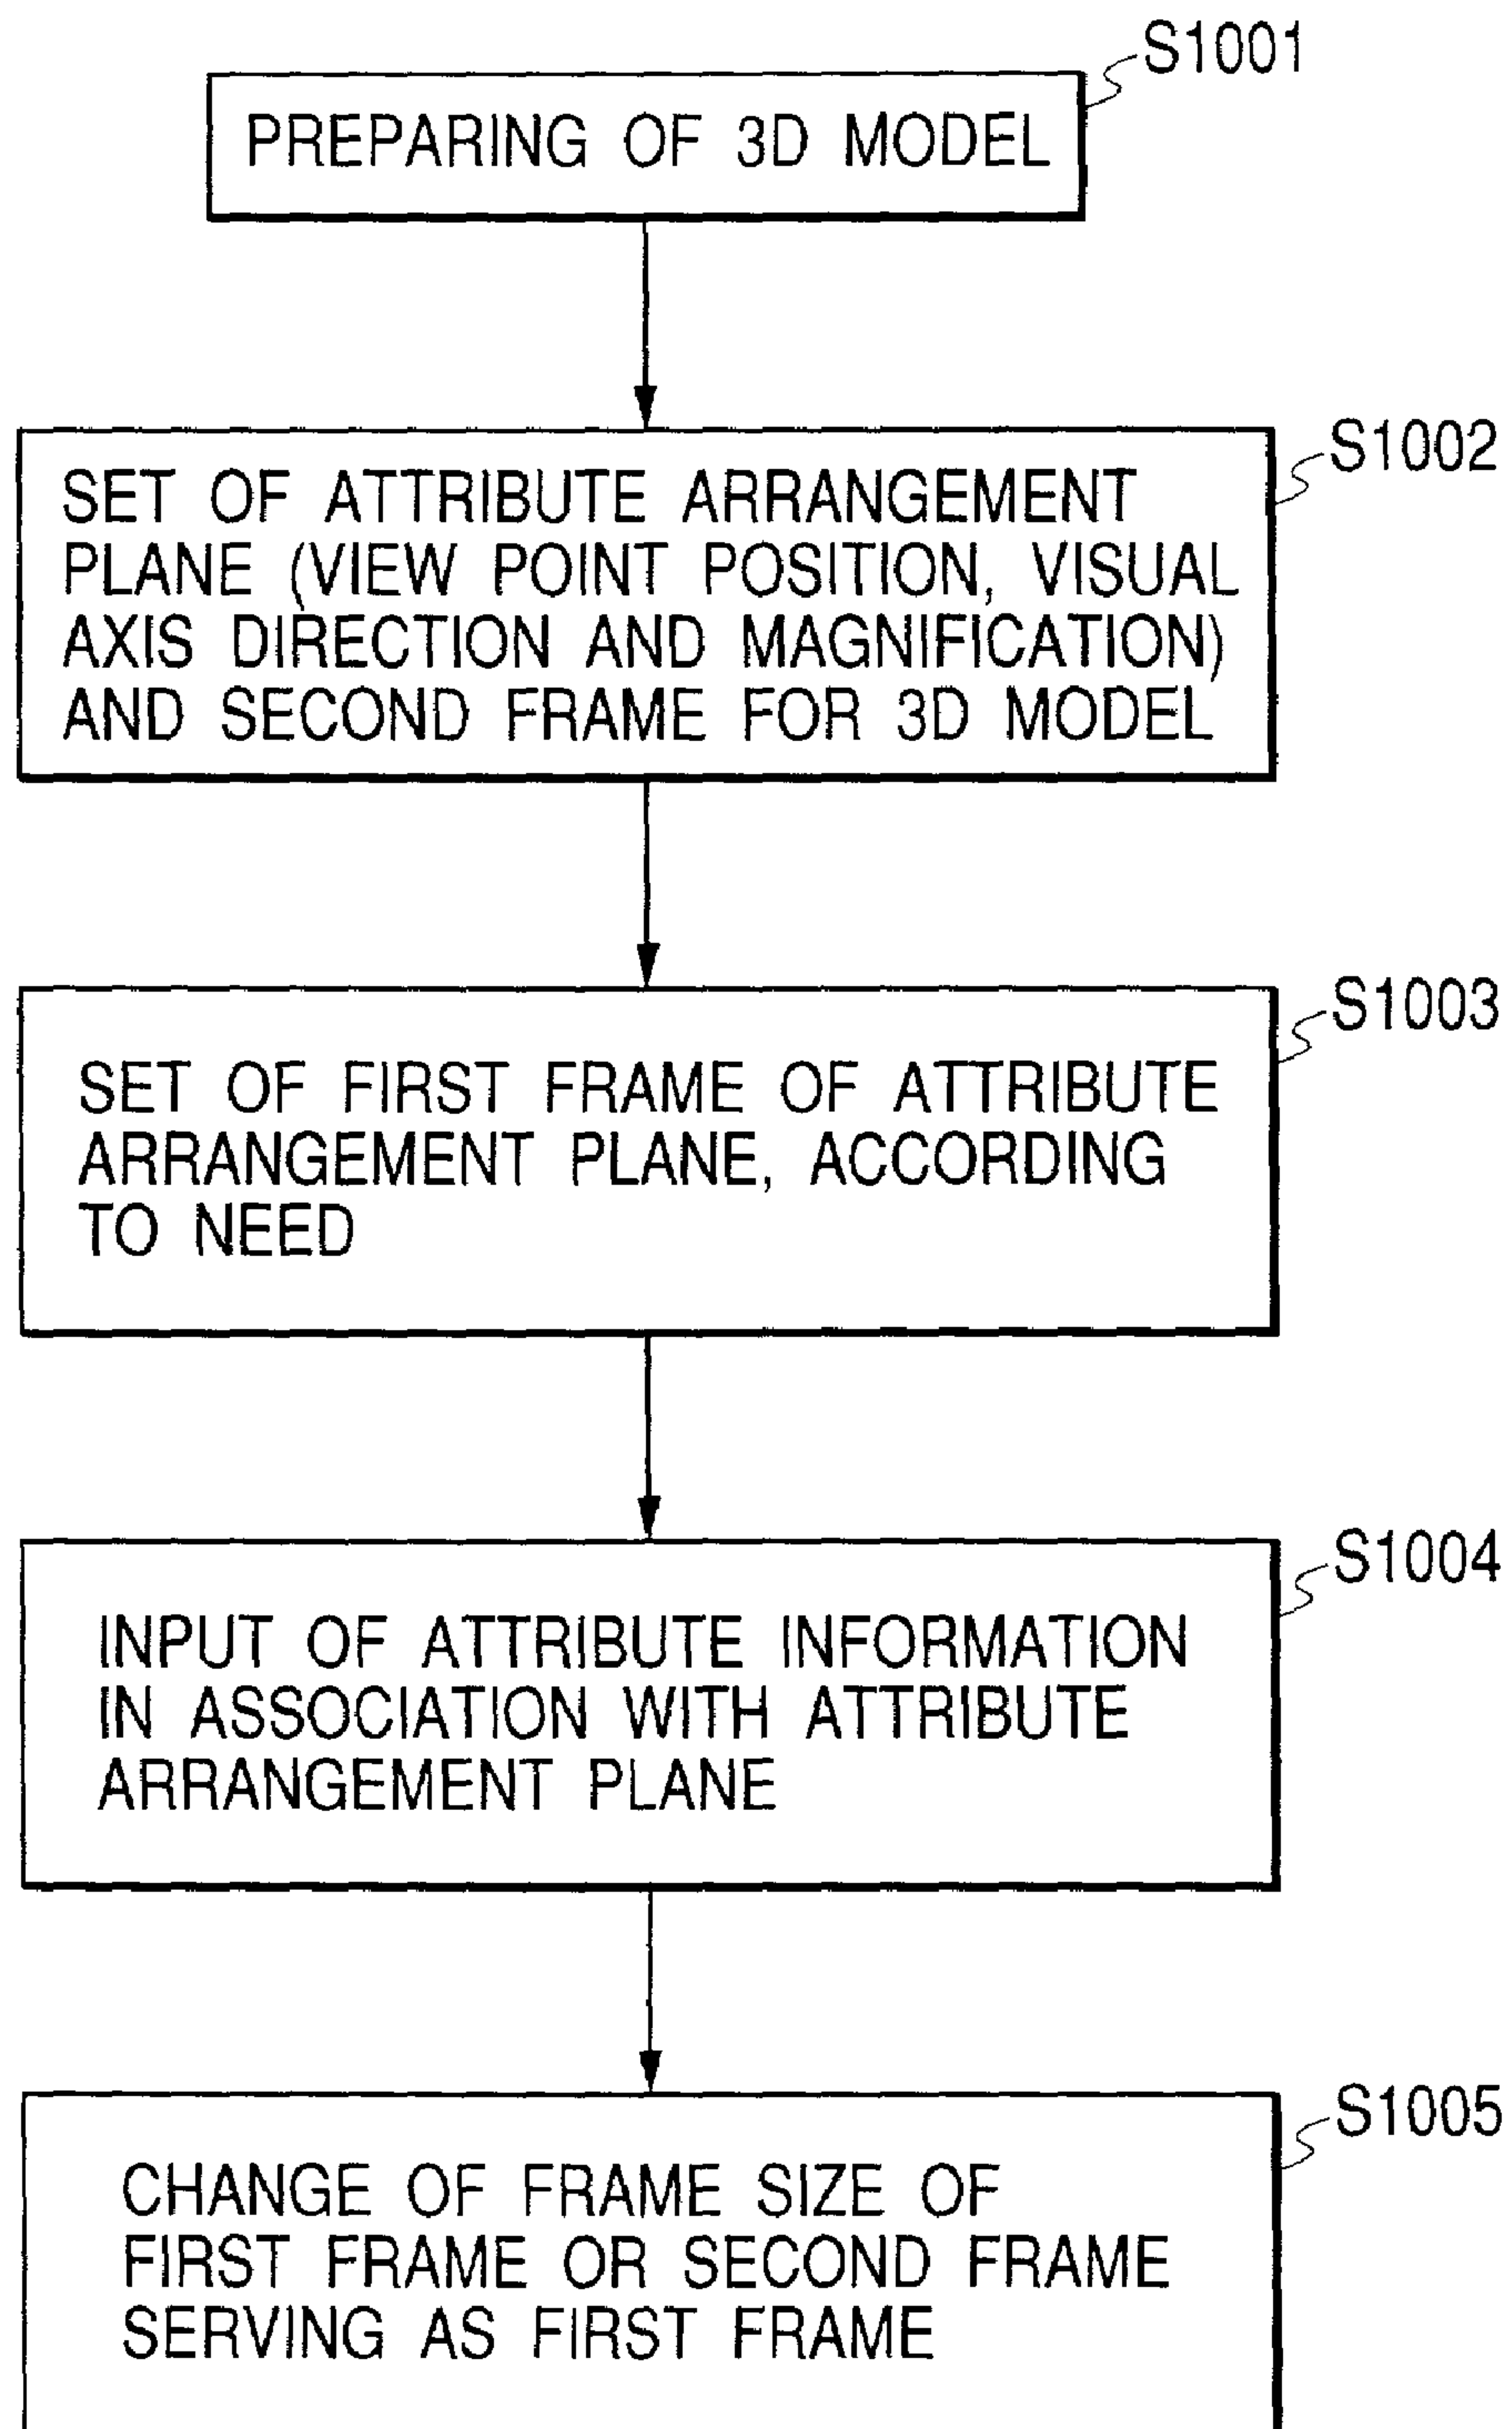 S1001
PREPARING OF 3D MODEL
S1002
SET OF ATTRIBUTE ARRANGEMENT
PLANE (VIEW POINT POSITION, VISUAL
AXIS DIRECTION AND MAGNIFICATION)
AND SECOND FRAME FOR 3D MODEL
S1003
SET OF FIRST FRAME OF ATTRIBUTE
ARRANGEMENT PLANE, ACCORDING
TO NEED
S1004
INPUT OF ATTRIBUTE INFORMATION
IN ASSOCIATION WITH ATTRIBUTE
ARRANGEMENT PLANE
S1005
CHANGE OF FRAME SIZE OF
FIRST FRAME OR SECOND FRAME
SERVING AS FIRST FRAME